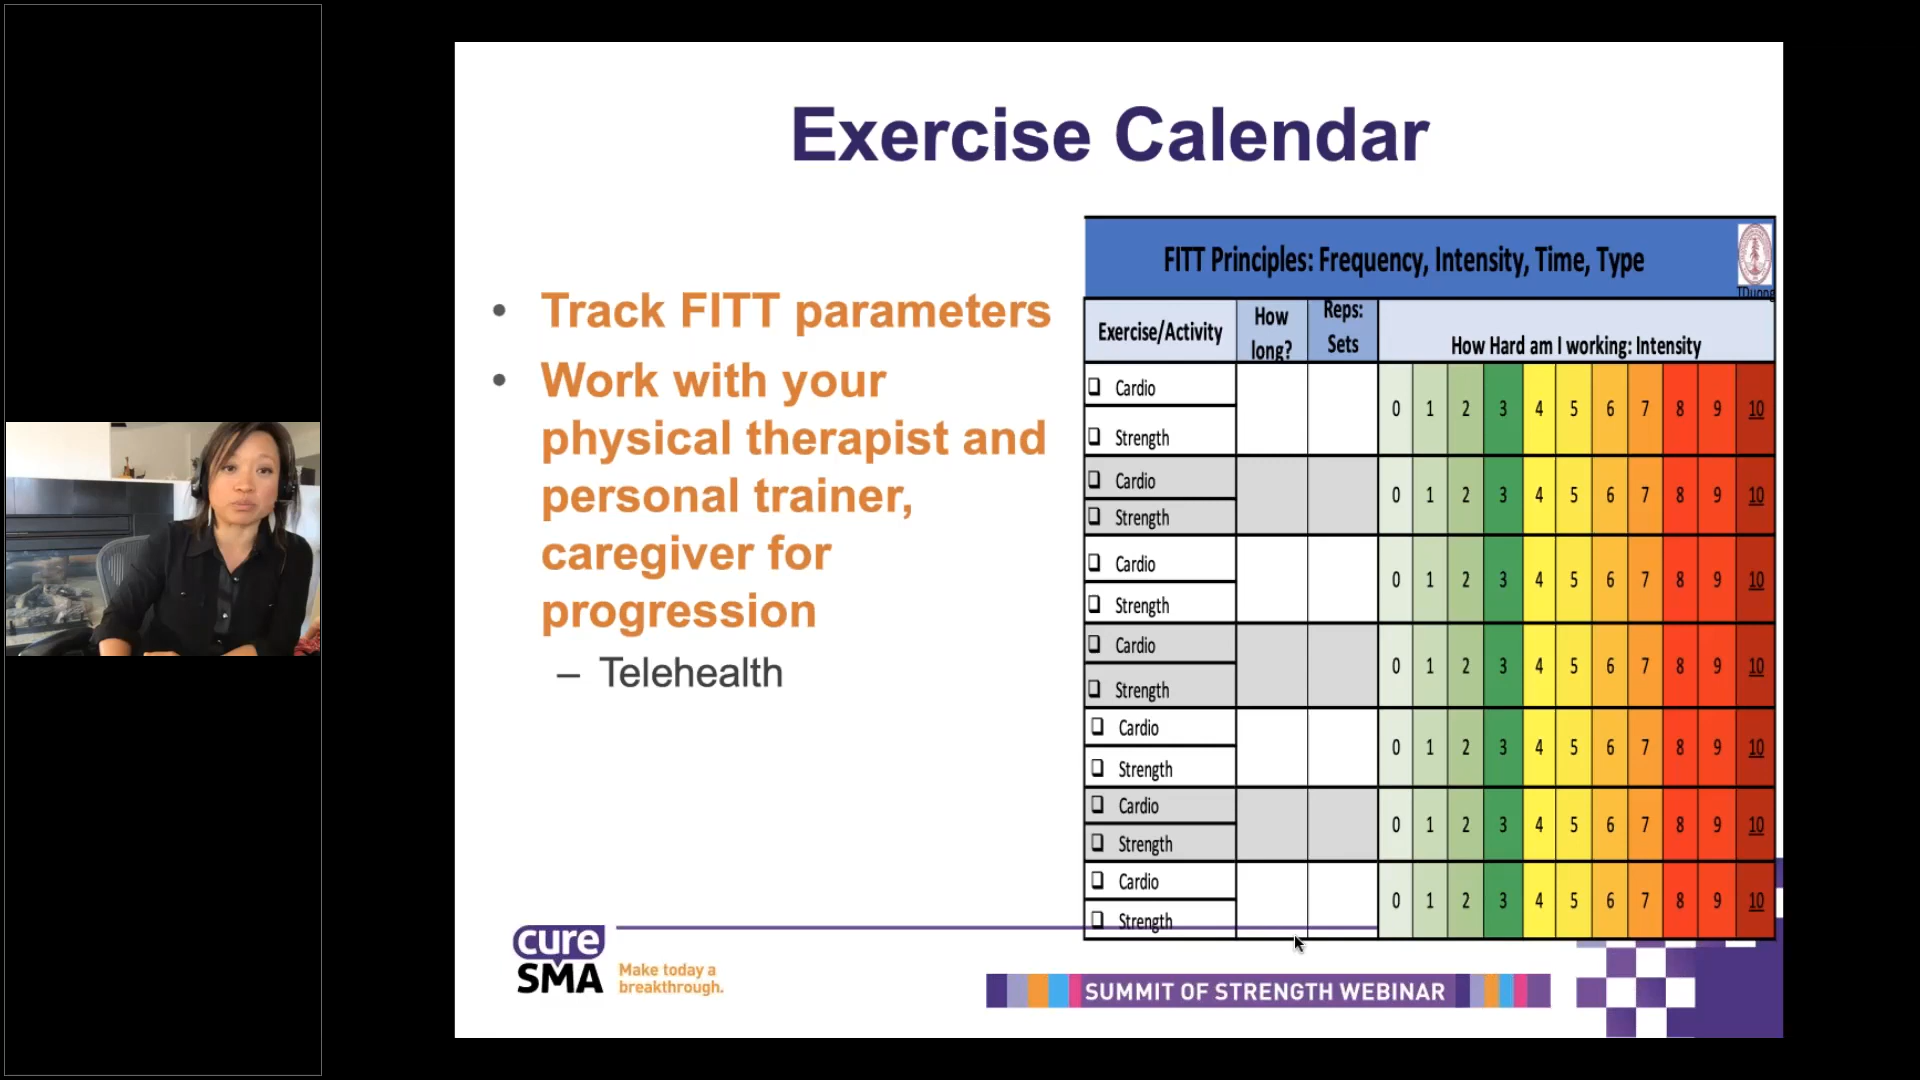 Exercise Calendar
• Track FITT parameters
• Work with your
physical therapist and
personal trainer,
caregiver for
progression
– Telehealth
FITT Principles: Frequency, Intensity, Time, Type
TDuong
Exercise/Activity
How
long?
Reps:
Sets
How Hard am I working: Intensity
❑ Cardio
❑ Strength
0 1 2 3 4 5 6 7 8 9 10
❑ Cardio
❑ Strength
0 1 2 3 4 5 6 7 8 9 10
❑ Cardio
❑ Strength
0 1 2 3 4 5 6 7 8 9 10
❑ Cardio
❑ Strength
0 1 2 3 4 5 6 7 8 9 10
❑ Cardio
❑ Strength
0 1 2 3 4 5 6 7 8 9 10
❑ Cardio
❑ Strength
0 1 2 3 4 5 6 7 8 9 10
❑ Cardio
❑ Strength
0 1 2 3 4 5 6 7 8 9 10
cure
SMA
Make today a
breakthrough.
SUMMIT OF STRENGTH WEBINAR